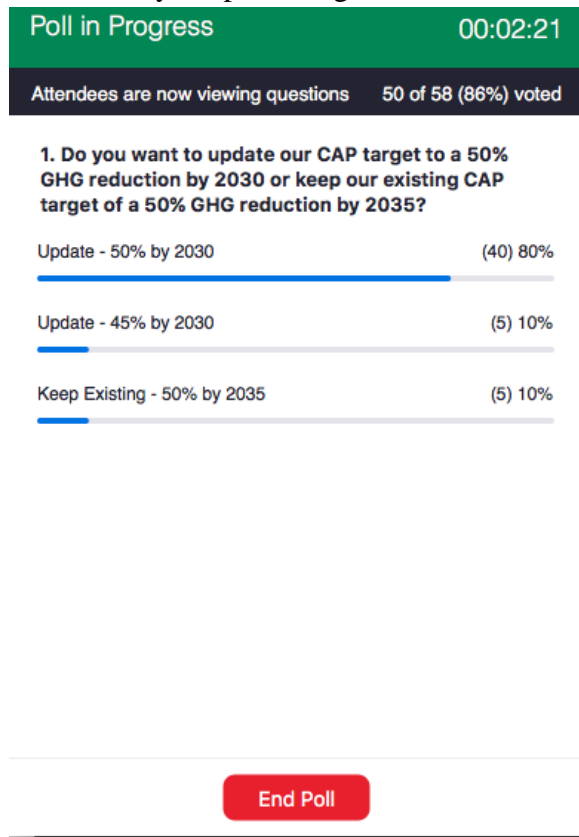 Poll in Progress 00:02:21
Attendees are now viewing questions 50 of 58 (86%) voted
1. Do you want to update our CAP target to a 50%
GHG reduction by 2030 or keep our existing CAP
target of a 50% GHG reduction by 2035?
Update - 50% by 2030 (40) 80%
Update - 45% by 2030 (5) 10%
Keep Existing - 50% by 2035 (5) 10%
End Poll